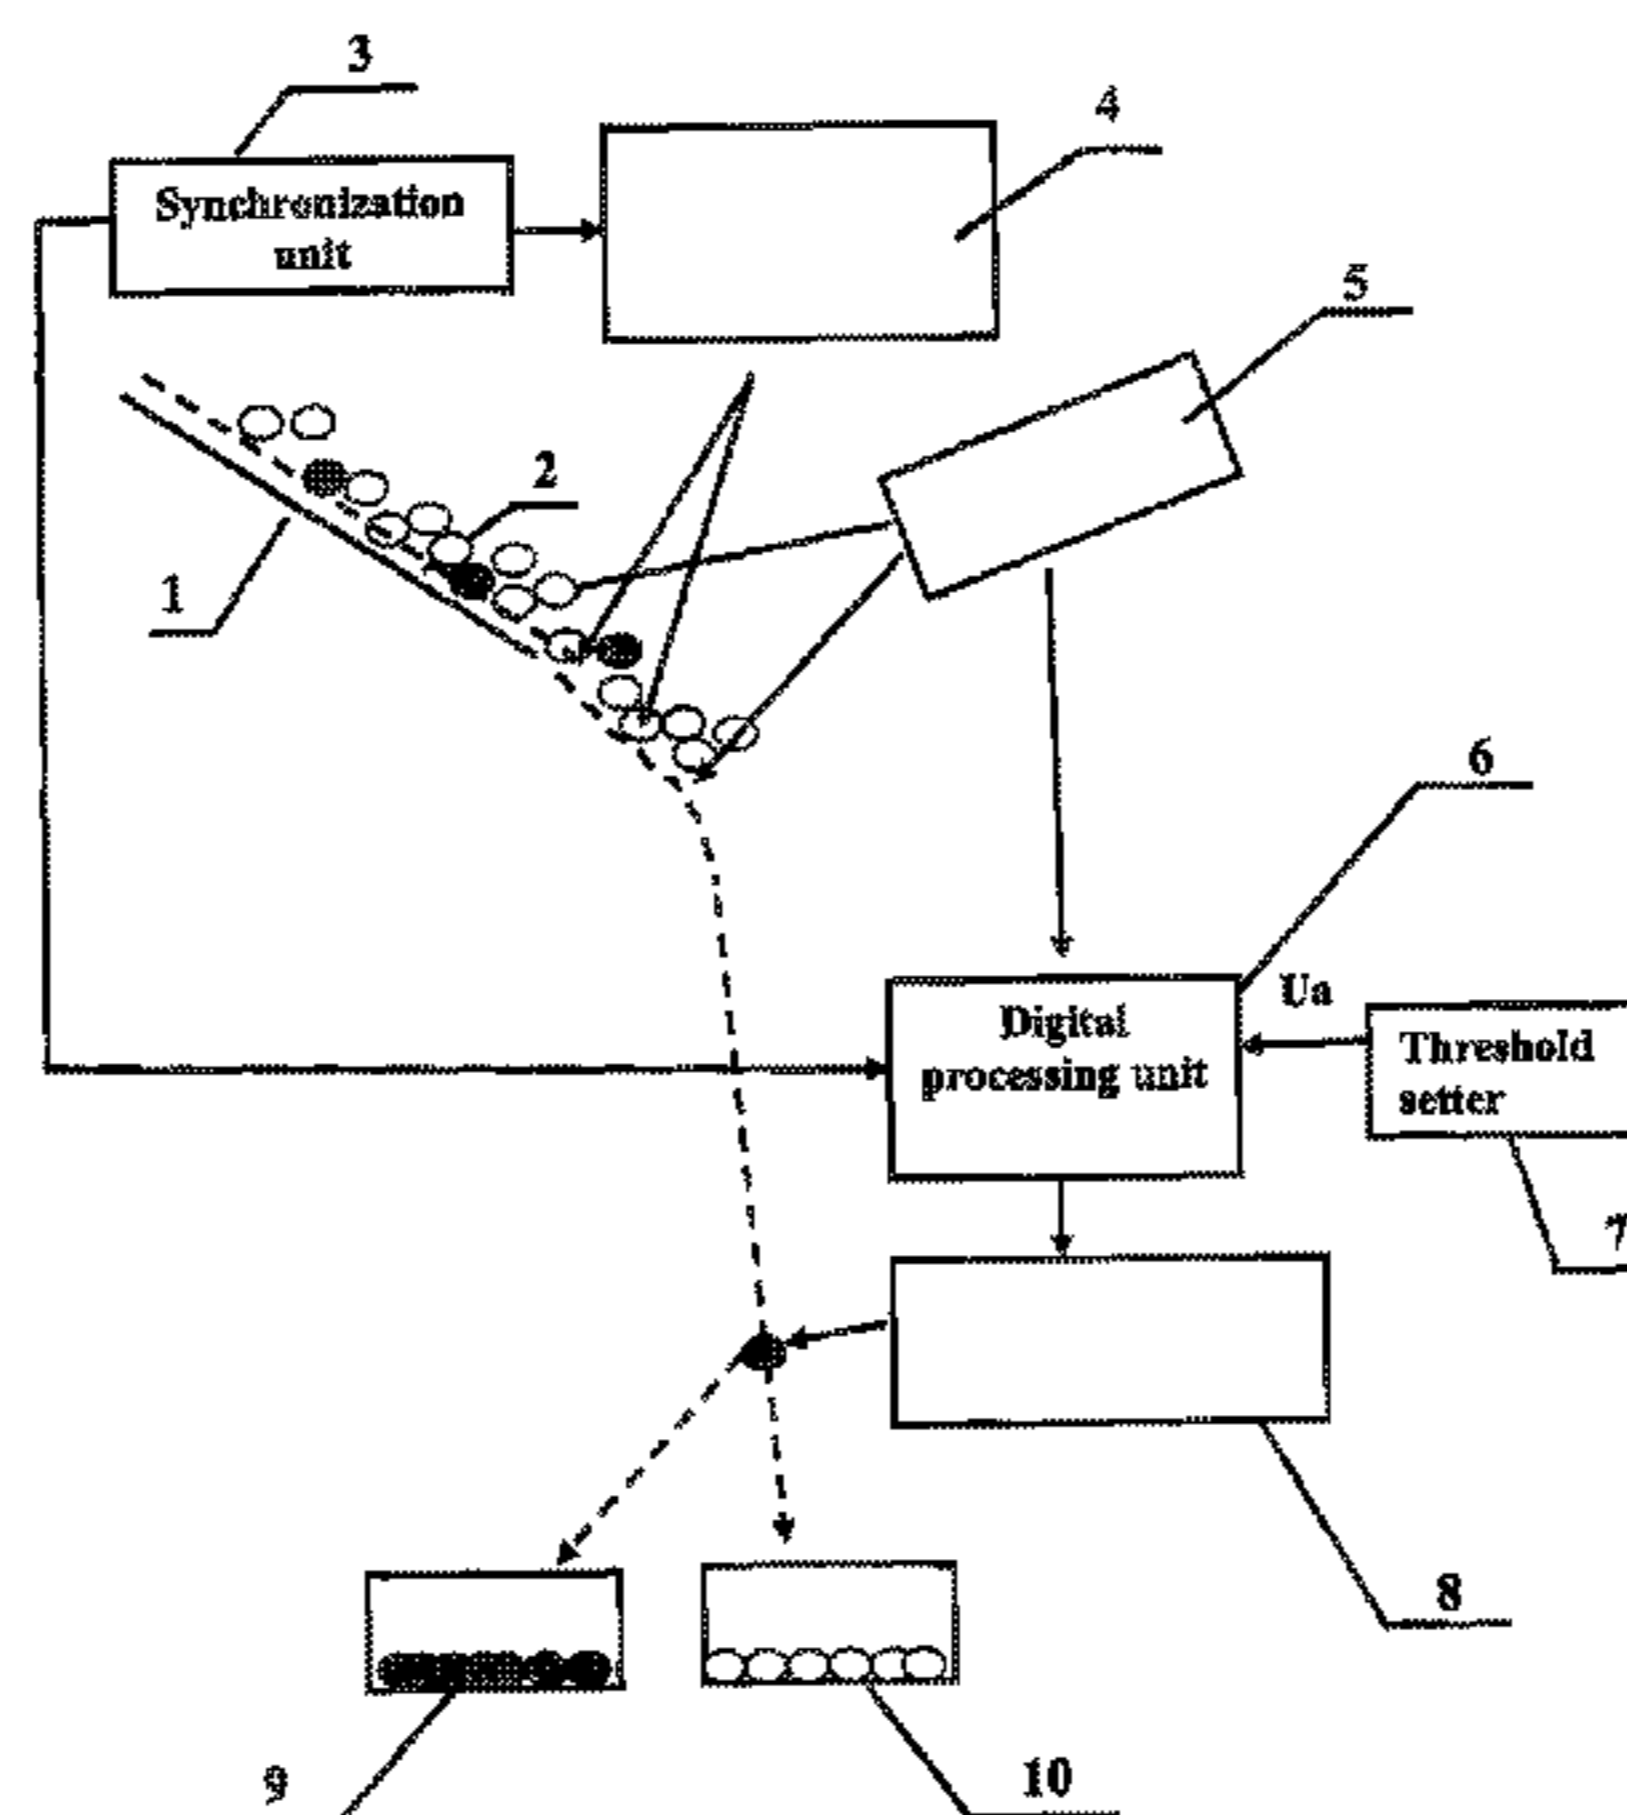 3
4
Synchronization
unit
5
2
1
6
Ua
Digital
processing unit
Threshold
setter
7
8
9
10